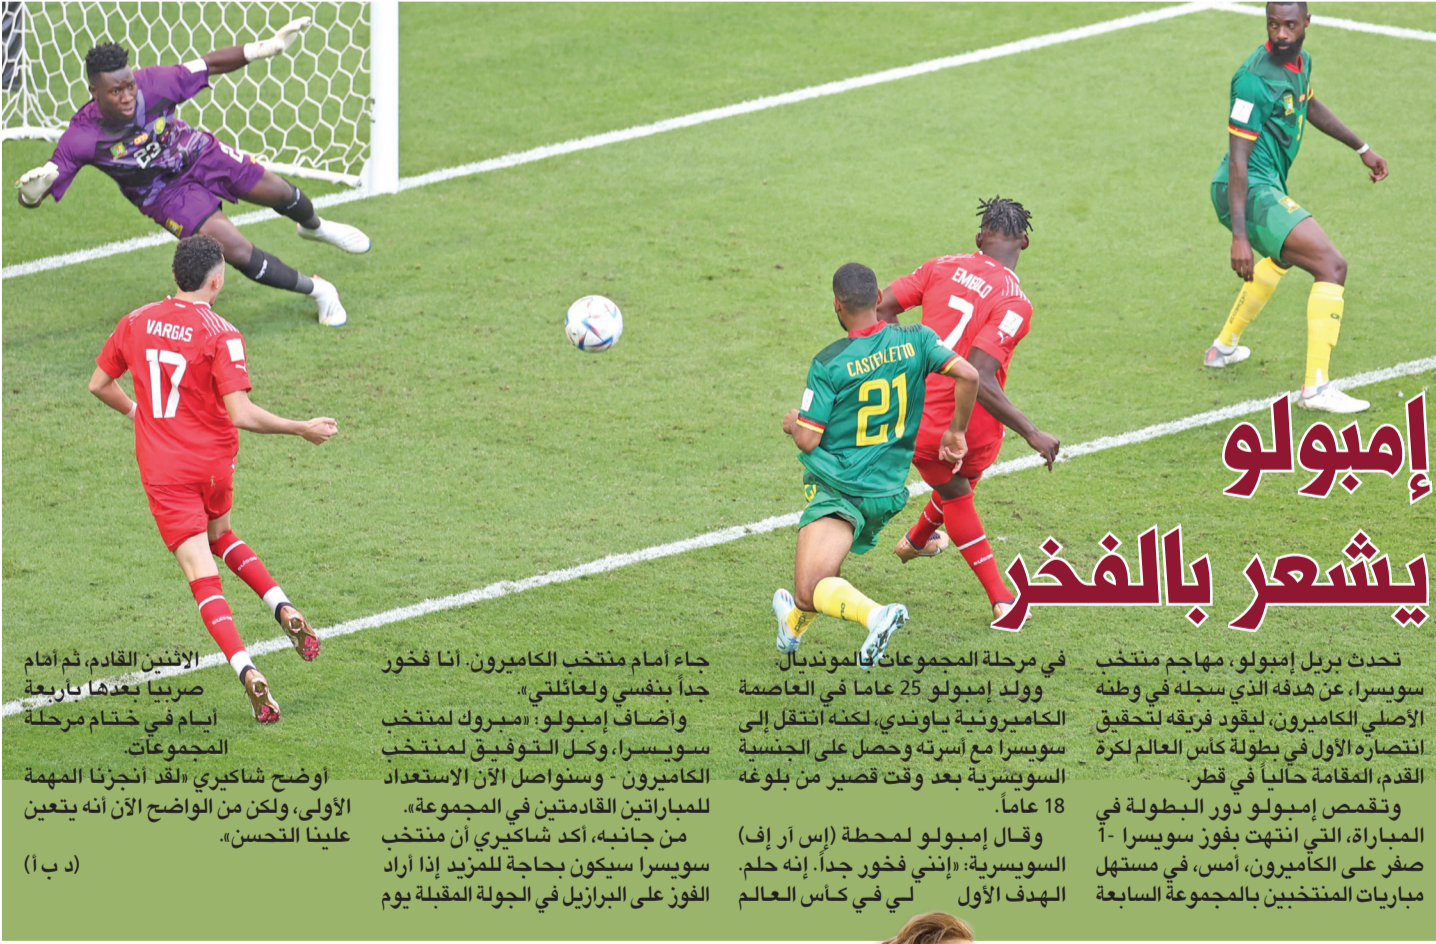 إمبولو
يشعر بالفخر
تحدث بريل إمبولو، مهاجم منتخب
سويسرا، عن هدفه الذي سجله في وطنه
الأصلي الكاميرون، ليقود فريقه لتحقيق
انتصاره الأول في بطولة كأس العالم لكرة
القدم، المقامة حالياً في قطر.
وتقمص إمبولو دور البطولة في
المباراة، التي انتهت بفوز سويسرا 1-
صفر على الكاميرون، أمس، في مستهل
مباريات المنتخبين بالمجموعة السابعة
في مرحلة المجموعات بالمونديال.
وولد إمبولو 25 عاما في العاصمة
الكاميرونية ياوندي، لكنه انتقل إلى
سويسرا مع أسرته وحصل على الجنسية
السويسرية بعد وقت قصير من بلوغه
18 عاماً.
وقال إمبولو لمحطة (إس آر إف)
السويسرية: «إنني فخور جداً. إنه حلم.
الهدف الأول لي في كأس العالم
جاء أمام منتخب الكاميرون. أنا فخور
جداً بنفسي ولعائلتي».
وأضاف إمبولو: «مبروك لمنتخب
سويسرا، وكل التوفيق لمنتخب
الكاميرون - وسنواصل الآن الاستعداد
للمباراتين القادمتين في المجموعة».
من جانبه، أكد شاكيري أن منتخب
سويسرا سيكون بحاجة للمزيد إذا أراد
الفوز على البرازيل في الجولة المقبلة يوم
الاثنين القادم، ثم أمام
صربيا بعدها بأربعة
أيام في ختام مرحلة
المجموعات.
أوضح شاكيري «لقد أنجزنا المهمة
الأولى، ولكن من الواضح الآن أنه يتعين
علينا التحسن».
(د ب أ)
VARGAS
17
23
CASTELLETTO
21
EMBOLO
7